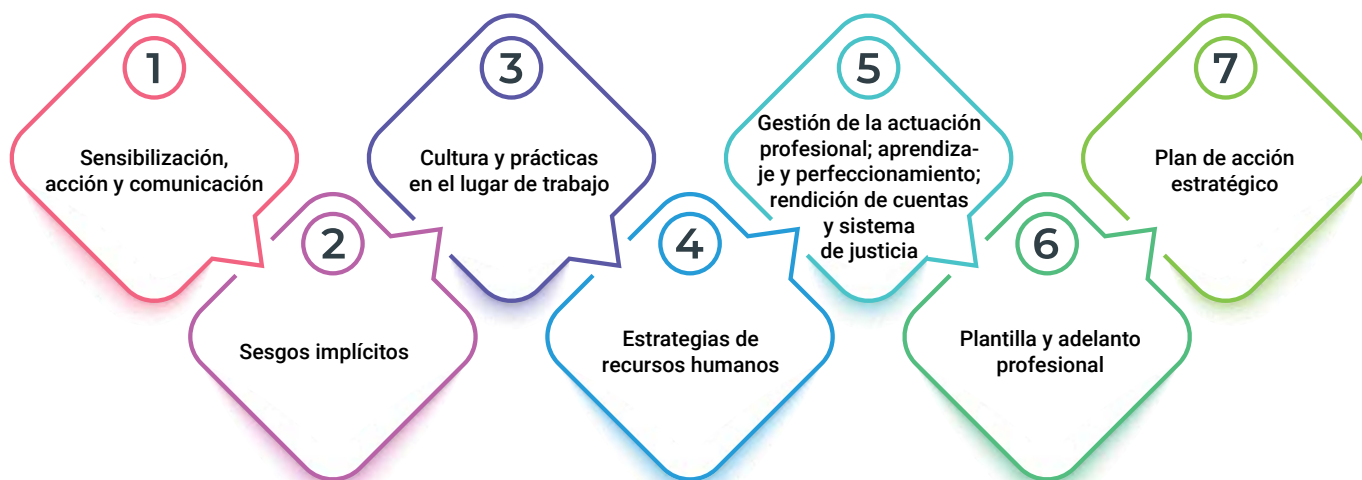 1
Sensibilización,
acción y comunicación
2
Sesgos implícitos
3
Cultura y prácticas
en el lugar de trabajo
4
Estrategias de
recursos humanos
5
Gestión de la actuación
profesional; aprendiza-
je y perfeccionamiento;
rendición de cuentas
y sistema
de justicia
6
Plantilla y adelanto
profesional
7
Plan de acción
estratégico